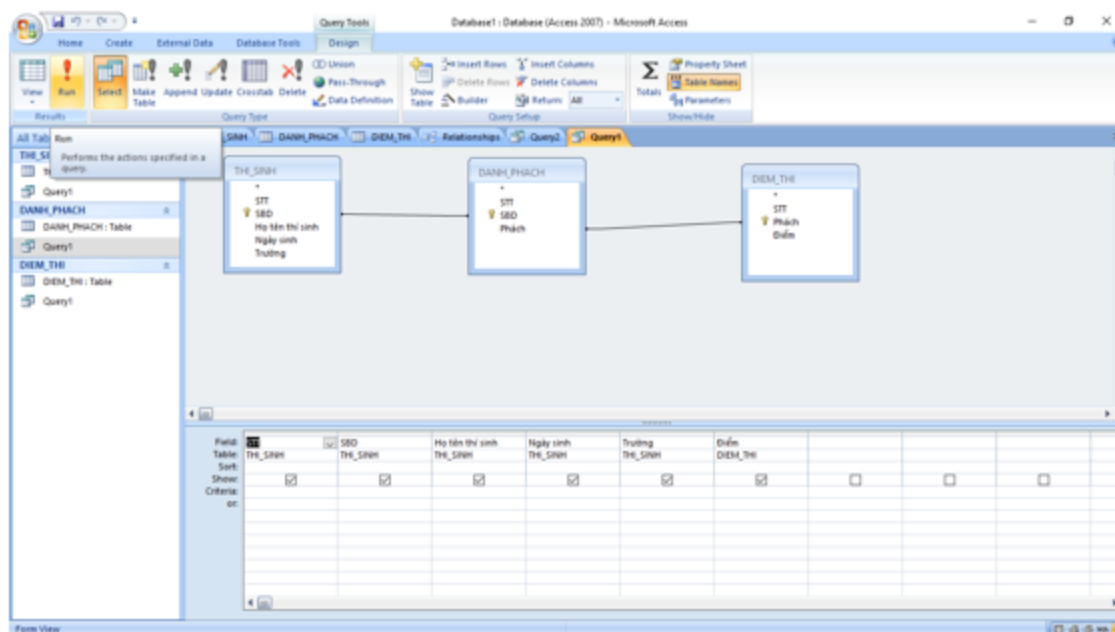 Query Tools
Database1 : Database (Access 2007) - Microsoft Access
Home Create External Data Database Tools Design
View
Run
Select
Make Table
Append Update Crosstab Delete
Union
Pass-Through
Data Definition
Show Table
Insert Rows
Delete Rows
Builder
Insert Columns
Delete Columns
Return: All
Totals
Property Sheet
Table Names
Parameters
Results Query Type Query Setup Show/Hide
All Tab
Run
Performs the actions specified in a query.
_SINH DANH_PHACH DIEM_THI Relationships Query2 Query1
THI_SI
Query1
DANH_PHACH
DANH_PHACH : Table
Query1
DIEM_THI
DIEM_THI : Table
Query1
THI_SINH
*
STT
SBD
Họ tên thí sinh
Ngày sinh
Trường
DANH_PHACH
*
STT
SBD
Phách
DIEM_THI
*
STT
Phách
Điểm
Field: STT SBD Họ tên thí sinh Ngày sinh Trường Điểm
Table: THI_SINH THI_SINH THI_SINH THI_SINH THI_SINH DIEM_THI
Sort:
Show:
Criteria:
or:
Form View